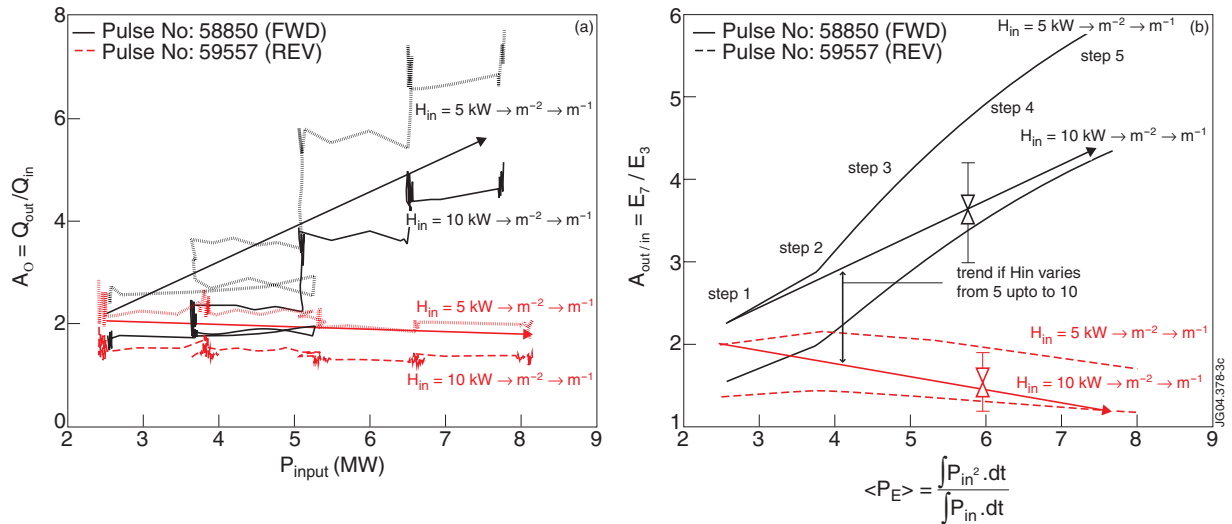 Pulse No: 58850 (FWD)
Pulse No: 59557 (REV)
(a)
H_in = 5 kW → m⁻² → m⁻¹
H_in = 10 kW → m⁻² → m⁻¹
H_in = 5 kW → m⁻² → m⁻¹
H_in = 10 kW → m⁻² → m⁻¹
A_O = Q_out/Q_in
8
6
4
2
0
2 3 4 5 6 7 8 9
P_input (MW)
Pulse No: 58850 (FWD)
Pulse No: 59557 (REV)
H_in = 5 kW → m⁻² → m⁻¹
(b)
step 5
step 4
H_in = 10 kW → m⁻² → m⁻¹
step 3
step 2
step 1
trend if Hin varies
from 5 upto to 10
H_in = 5 kW → m⁻² → m⁻¹
H_in = 10 kW → m⁻² → m⁻¹
A_out / in = E_7 / E_3
6
5
4
3
2
1
2 3 4 5 6 7 8 9
<P_E> = ∫P_in² .dt / ∫P_in .dt
JG04.378-3c